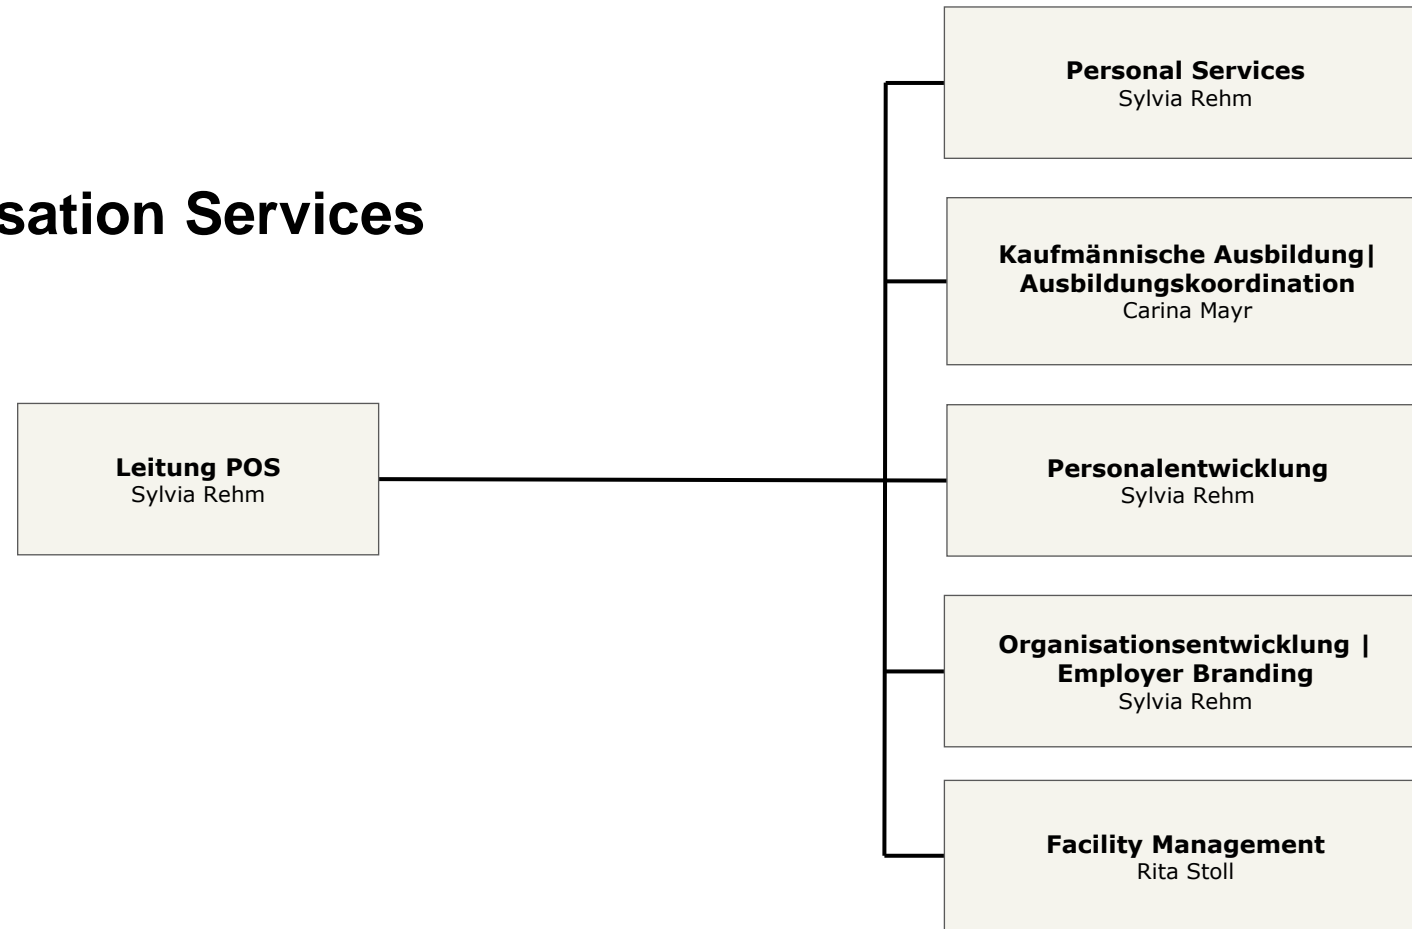 sation Services
Leitung POS
Sylvia Rehm
Personal Services
Sylvia Rehm
Kaufmännische Ausbildung|
Ausbildungskoordination
Carina Mayr
Personalentwicklung
Sylvia Rehm
Organisationsentwicklung |
Employer Branding
Sylvia Rehm
Facility Management
Rita Stoll